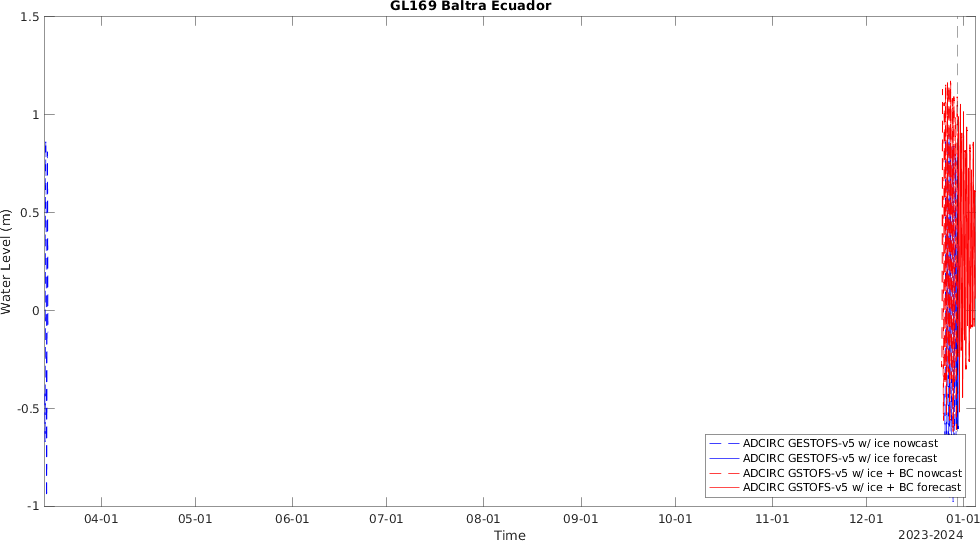 GL169 Baltra Ecuador
1.5
1
0.5
0
-0.5
-1
Water Level (m)
ADCIRC GESTOFS-v5 w/ ice nowcast
ADCIRC GESTOFS-v5 w/ ice forecast
ADCIRC GSTOFS-v5 w/ ice + BC nowcast
ADCIRC GSTOFS-v5 w/ ice + BC forecast
04-01 05-01 06-01 07-01 08-01 09-01 10-01 11-01 12-01 01-01
Time
2023-2024